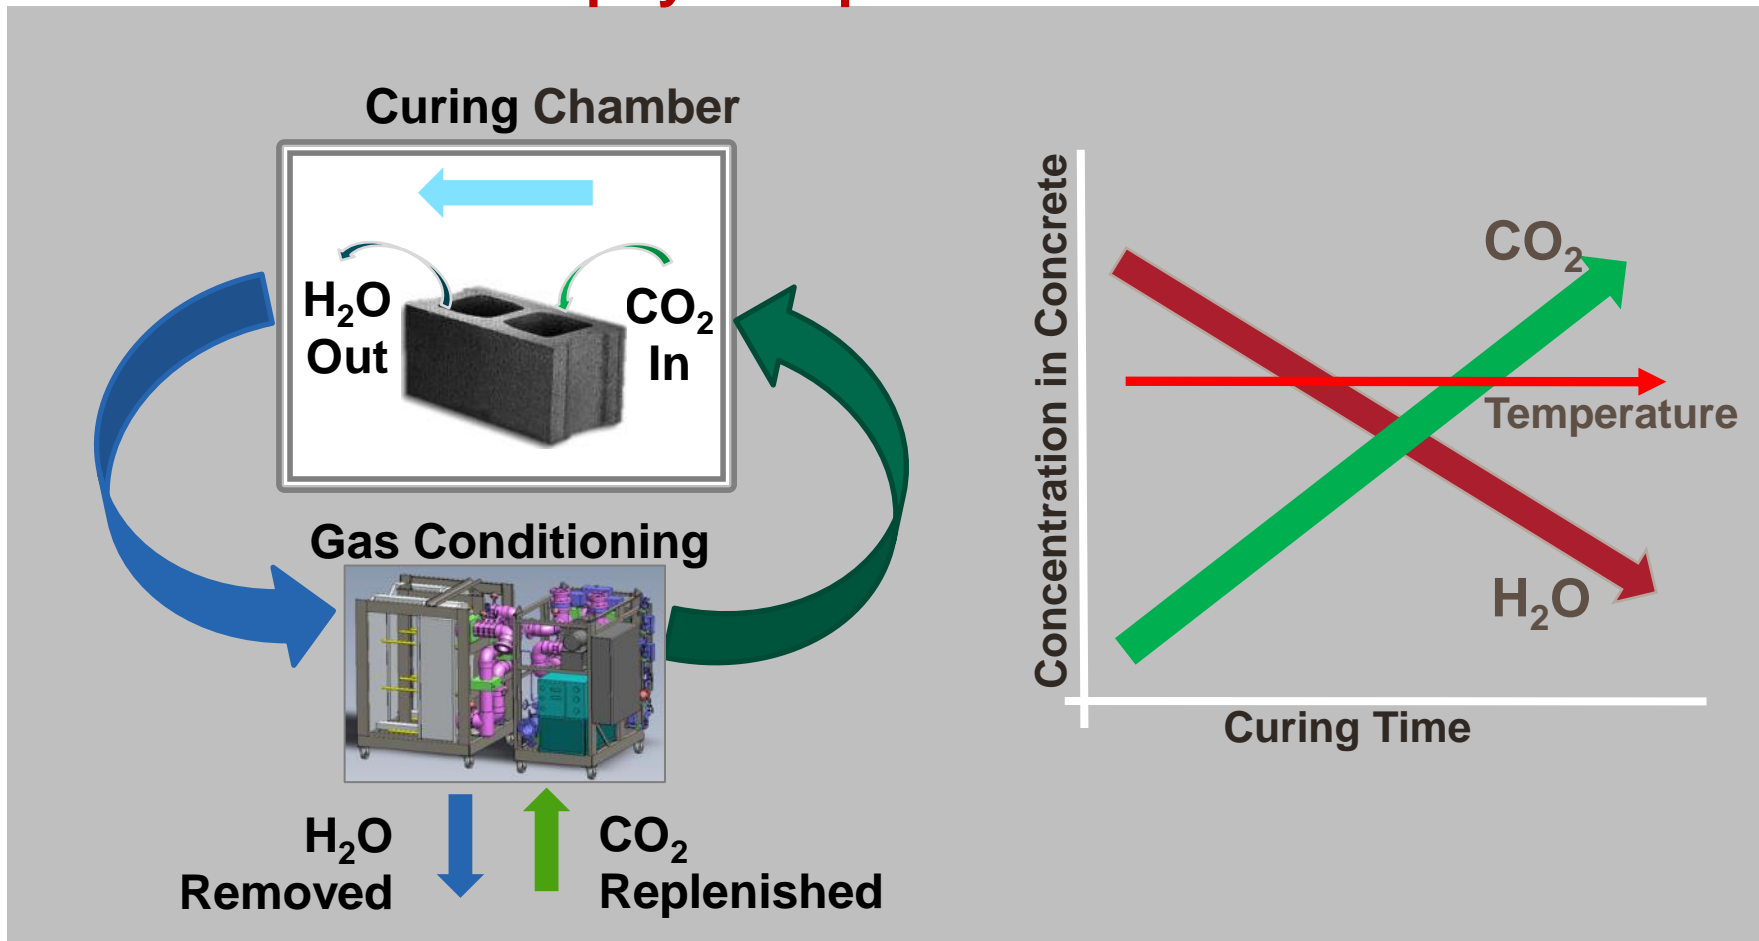 Curing Chamber
H₂O
Out
CO₂
In
Gas Conditioning
H₂O
Removed
CO₂
Replenished
Concentration in Concrete
CO₂
Temperature
H₂O
Curing Time